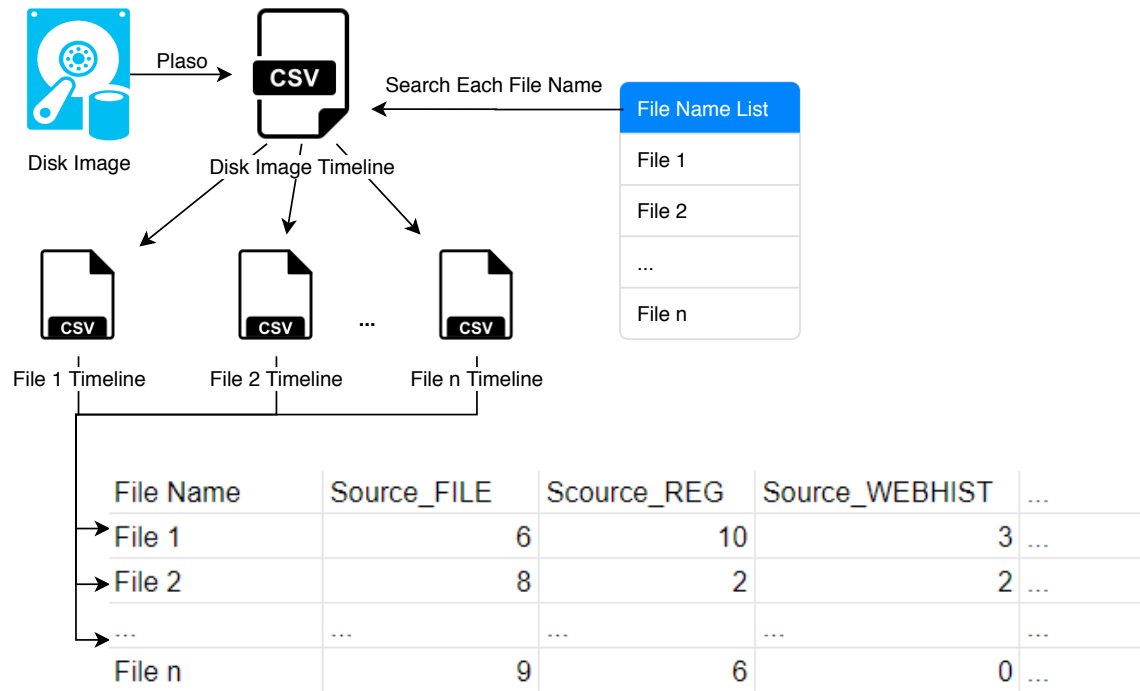 Plaso
CSV
Search Each File Name
File Name List
Disk Image
Disk Image Timeline
File 1
File 2
...
File n
CSV
CSV
...
CSV
File 1 Timeline
File 2 Timeline
File n Timeline
File Name Source_FILE Scource_REG Source_WEBHIST ...
File 1 6 10 3 ...
File 2 8 2 2 ...
... ... ... ... ...
File n 9 6 0 ...